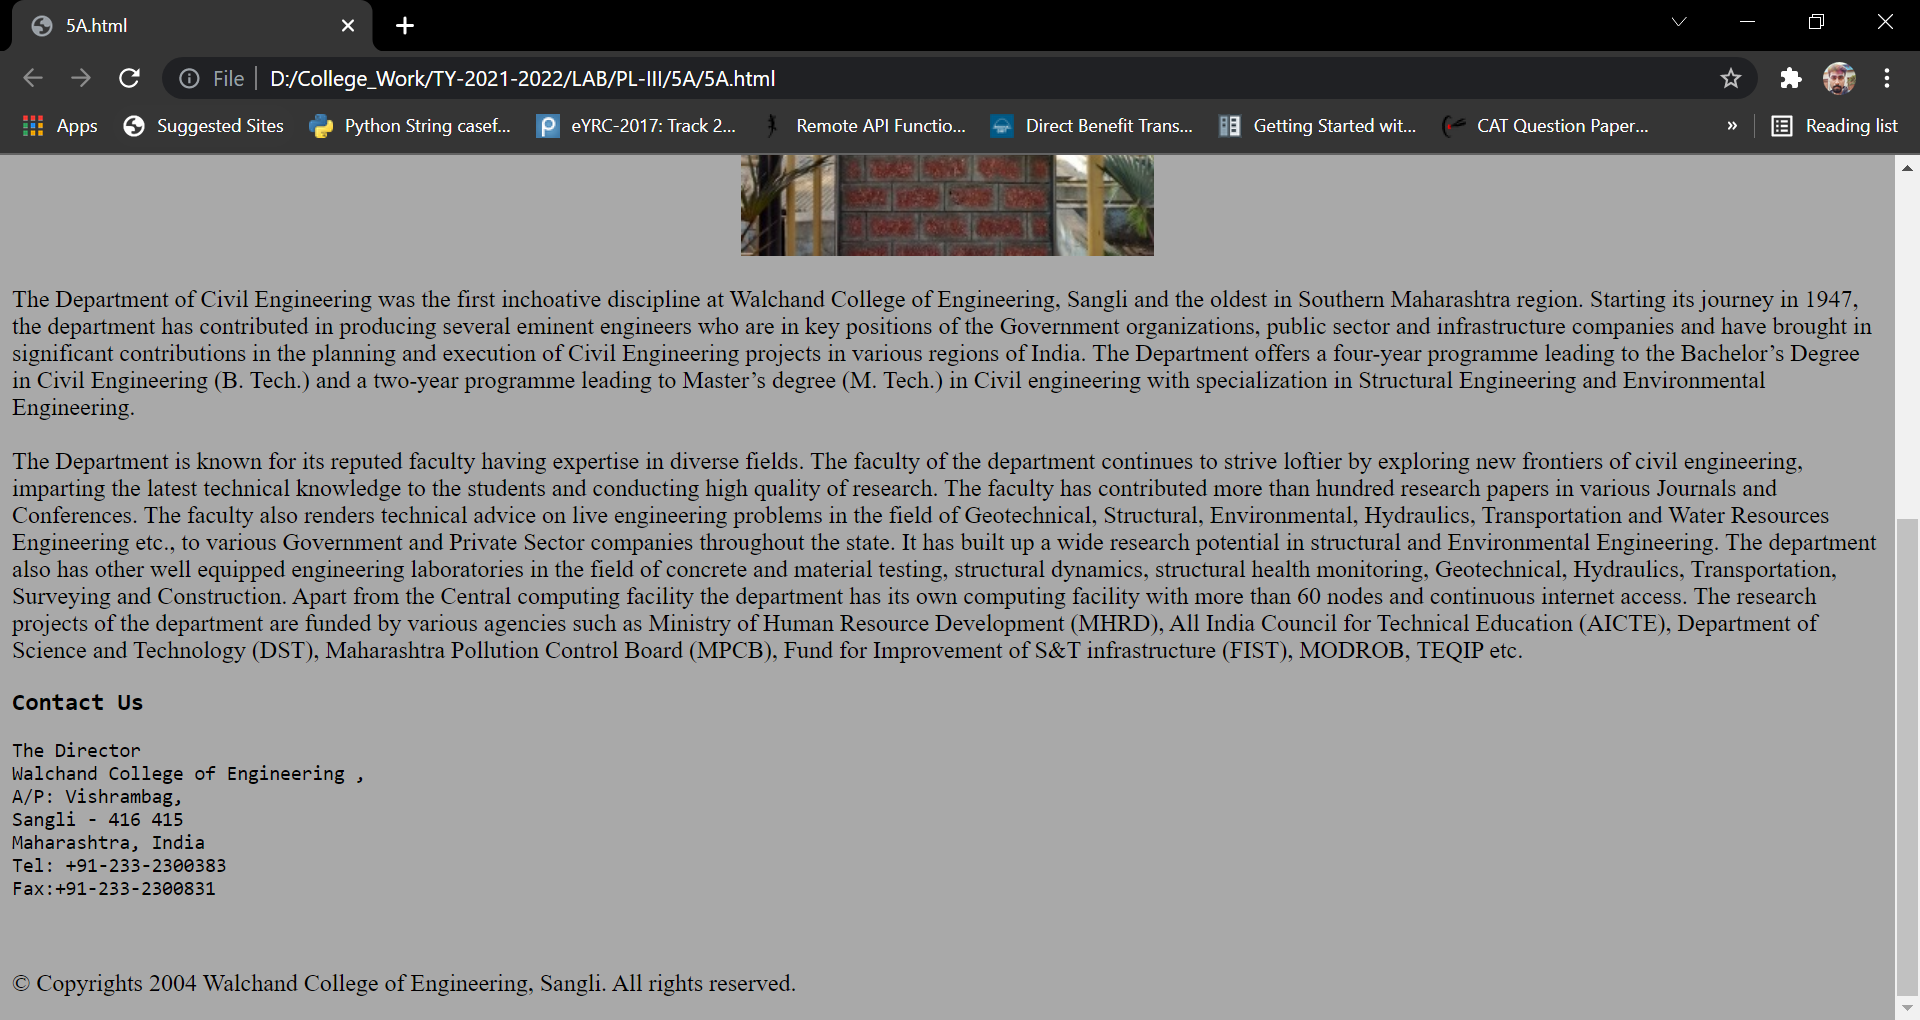 5A.html
File
D:/College_Work/TY-2021-2022/LAB/PL-III/5A/5A.html
Apps
Suggested Sites
Python String casef...
eYRC-2017: Track 2...
Remote API Functio...
Direct Benefit Trans...
Getting Started wit...
CAT Question Paper...
»
Reading list
The Department of Civil Engineering was the first inchoative discipline at Walchand College of Engineering, Sangli and the oldest in Southern Maharashtra region. Starting its journey in 1947,
the department has contributed in producing several eminent engineers who are in key positions of the Government organizations, public sector and infrastructure companies and have brought in
significant contributions in the planning and execution of Civil Engineering projects in various regions of India. The Department offers a four-year programme leading to the Bachelor’s Degree
in Civil Engineering (B. Tech.) and a two-year programme leading to Master’s degree (M. Tech.) in Civil engineering with specialization in Structural Engineering and Environmental
Engineering.
The Department is known for its reputed faculty having expertise in diverse fields. The faculty of the department continues to strive loftier by exploring new frontiers of civil engineering,
imparting the latest technical knowledge to the students and conducting high quality of research. The faculty has contributed more than hundred research papers in various Journals and
Conferences. The faculty also renders technical advice on live engineering problems in the field of Geotechnical, Structural, Environmental, Hydraulics, Transportation and Water Resources
Engineering etc., to various Government and Private Sector companies throughout the state. It has built up a wide research potential in structural and Environmental Engineering. The department
also has other well equipped engineering laboratories in the field of concrete and material testing, structural dynamics, structural health monitoring, Geotechnical, Hydraulics, Transportation,
Surveying and Construction. Apart from the Central computing facility the department has its own computing facility with more than 60 nodes and continuous internet access. The research
projects of the department are funded by various agencies such as Ministry of Human Resource Development (MHRD), All India Council for Technical Education (AICTE), Department of
Science and Technology (DST), Maharashtra Pollution Control Board (MPCB), Fund for Improvement of S&T infrastructure (FIST), MODROB, TEQIP etc.
Contact Us
The Director
Walchand College of Engineering ,
A/P: Vishrambag,
Sangli - 416 415
Maharashtra, India
Tel: +91-233-2300383
Fax:+91-233-2300831
© Copyrights 2004 Walchand College of Engineering, Sangli. All rights reserved.